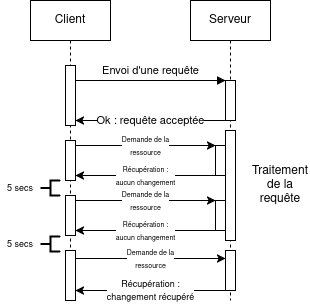 Client
Serveur
Envoi d'une requête
Ok : requête acceptée
Demande de la
ressource
Récupération :
aucun changement
Traitement
de la
requête
5 secs
Demande de la
ressource
Récupération :
aucun changement
5 secs
Demande de la
ressource
Récupération :
changement récupéré